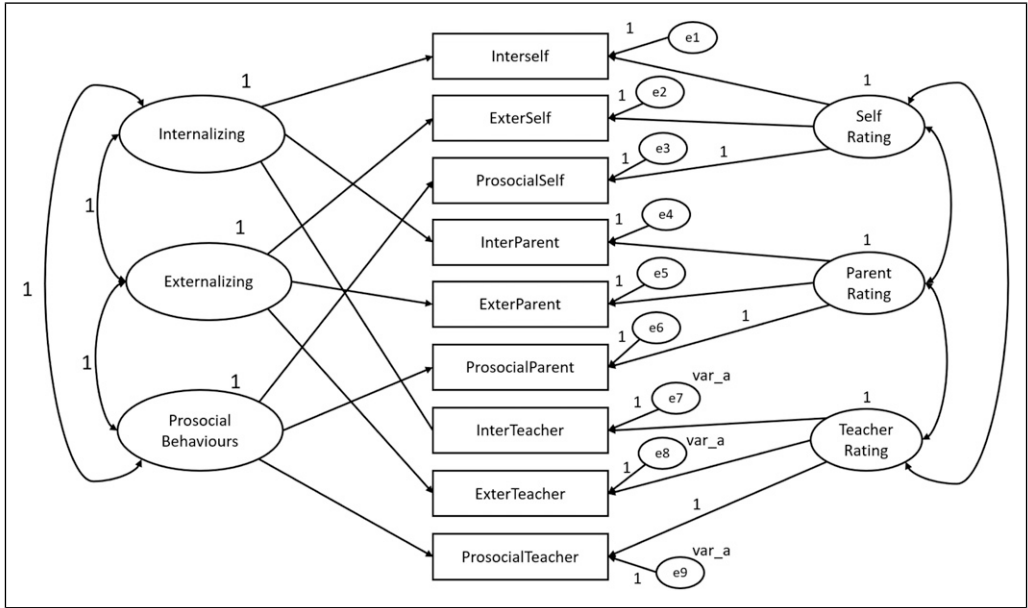 Interself
1
e1
1
1
Internalizing
ExterSelf
1
e2
Self
Rating
ProsocialSelf
1
e3
1
1
1
InterParent
1
e4
1
Externalizing
ExterParent
1
e5
Parent
Rating
1
1
1
ProsocialParent
1
e6
1
Prosocial
Behaviours
InterTeacher
1
e7
var_a
1
Teacher
Rating
ExterTeacher
1
e8
var_a
1
ProsocialTeacher
1
e9
var_a